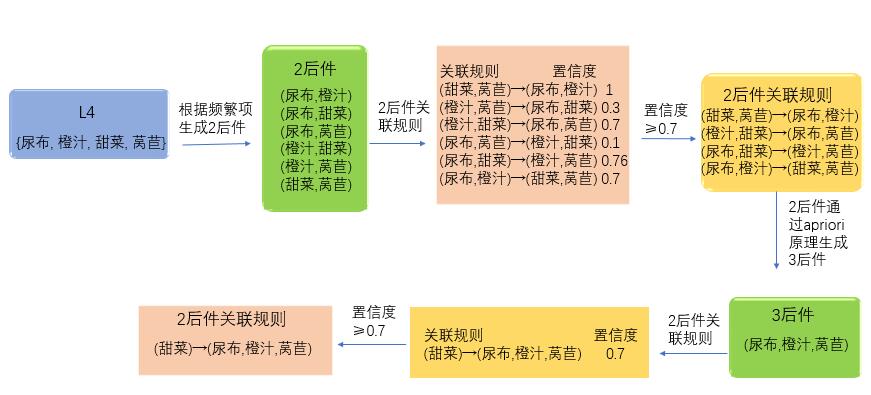 L4
{尿布, 橙汁, 甜菜, 莴苣}
根据频繁项
生成2后件
2后件
(尿布,橙汁)
(尿布,甜菜)
(尿布,莴苣)
(橙汁,甜菜)
(橙汁,莴苣)
(甜菜,莴苣)
2后件关
联规则
关联规则 置信度
(甜菜,莴苣)→(尿布,橙汁) 1
(橙汁,莴苣)→(尿布,甜菜) 0.3
(橙汁,甜菜)→(尿布,莴苣) 0.7
(尿布,莴苣)→(橙汁,甜菜) 0.1
(尿布,甜菜)→(橙汁,莴苣) 0.76
(尿布,橙汁)→(甜菜,莴苣) 0.7
置信度
≥0.7
2后件关联规则
(甜菜,莴苣)→(尿布,橙汁)
(橙汁,甜菜)→(尿布,莴苣)
(尿布,甜菜)→(橙汁,莴苣)
(尿布,橙汁)→(甜菜,莴苣)
2后件通
过apriori
原理生成
3后件
3后件
(尿布,橙汁,莴苣)
2后件关
联规则
关联规则 置信度
(甜菜)→(尿布,橙汁,莴苣) 0.7
置信度
≥0.7
2后件关联规则
(甜菜)→(尿布,橙汁,莴苣)